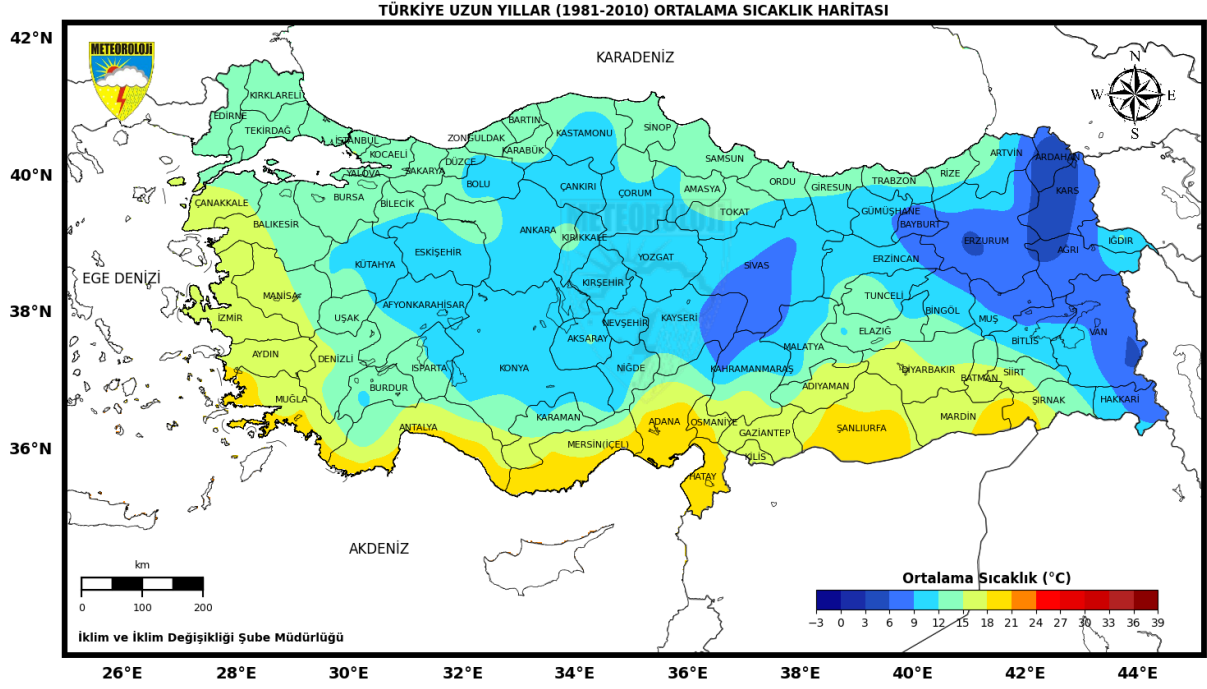 TÜRKİYE UZUN YILLAR (1981-2010) ORTALAMA SICAKLIK HARİTASI
42°N
40°N
38°N
36°N
METEOROLOJİ
KARADENİZ
N
W
E
S
KIRKLARELİ
EDİRNE
TEKİRDAĞ
İSTANBUL
KOCAELİ
YALOVA
SAKARYA
DÜZCE
ZONGULDAK
BARTIN
KARABÜK
KASTAMONU
SİNOP
SAMSUN
ORDU
GİRESUN
TRABZON
RİZE
ARTVİN
ARDAHAN
KARS
ÇANAKKALE
BALIKESİR
BURSA
BİLECİK
BOLU
ÇANKIRI
ÇORUM
AMASYA
TOKAT
GÜMÜŞHANE
BAYBURT
ERZURUM
AĞRI
IĞDIR
METEOROLOJİ
ANKARA
KIRIKKALE
ESKİŞEHİR
KÜTAHYA
YOZGAT
SİVAS
ERZİNCAN
EGE DENİZİ
MANİSA
İZMİR
UŞAK
AFYONKARAHİSAR
KIRŞEHİR
NEVŞEHİR
KAYSERİ
AKSARAY
TUNCELİ
BİNGÖL
MUŞ
ELAZIĞ
BİTLİS
VAN
AYDIN
DENİZLİ
ISPARTA
BURDUR
KONYA
NİĞDE
KAHRAMANMARAŞ
MALATYA
ADIYAMAN
DİYARBAKIR
BATMAN
SİİRT
ŞIRNAK
HAKKARİ
MUĞLA
ANTALYA
KARAMAN
MERSİN(İÇEL)
ADANA
OSMANİYE
GAZİANTEP
KİLİS
ŞANLIURFA
MARDİN
HATAY
AKDENİZ
km
0 100 200
İklim ve İklim Değişikliği Şube Müdürlüğü
Ortalama Sıcaklık (°C)
−3 0 3 6 9 12 15 18 21 24 27 30 33 36 39
26°E 28°E 30°E 32°E 34°E 36°E 38°E 40°E 42°E 44°E